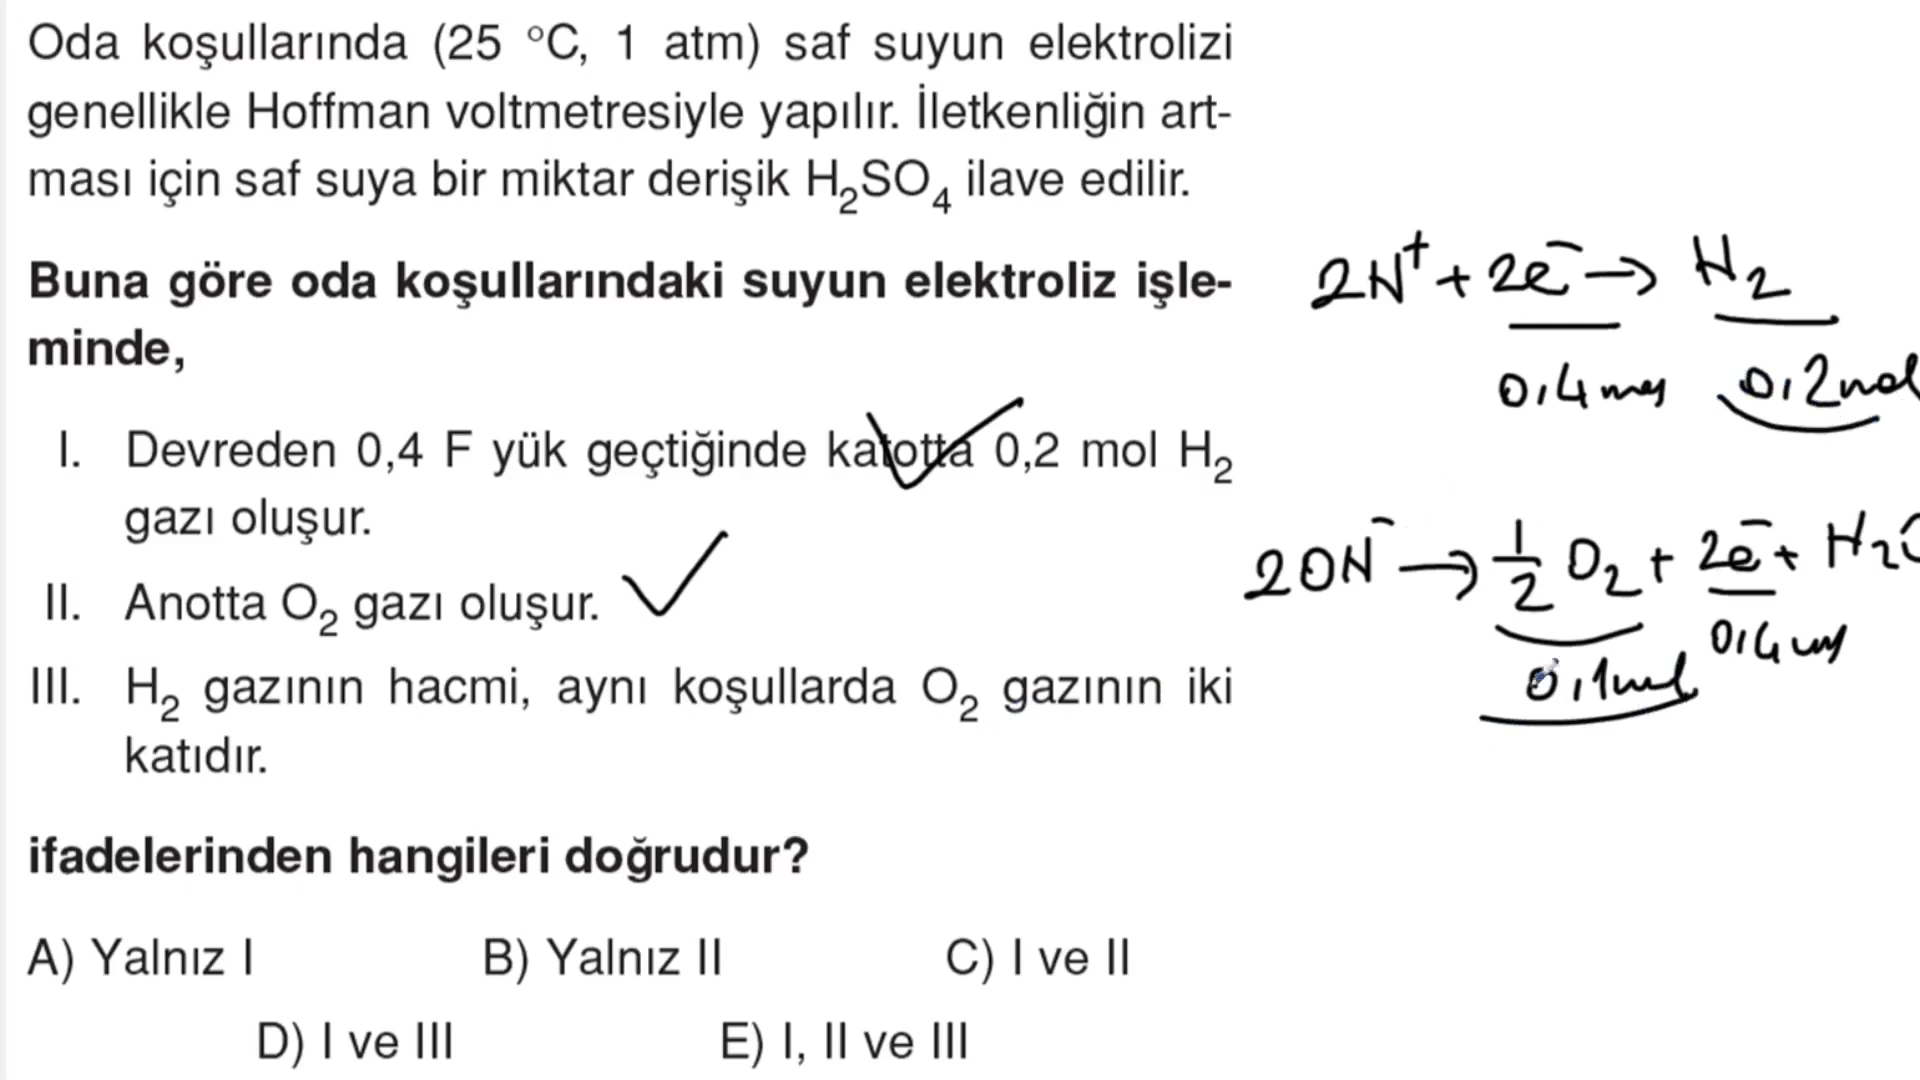 Oda koşullarında (25 °C, 1 atm) saf suyun elektrolizi
genellikle Hoffman voltmetresiyle yapılır. İletkenliğin art-
ması için saf suya bir miktar derişik H₂SO₄ ilave edilir.
Buna göre oda koşullarındaki suyun elektroliz işle-
minde,
I. Devreden 0,4 F yük geçtiğinde katotta 0,2 mol H₂
gazı oluşur.
II. Anotta O₂ gazı oluşur.
III. H₂ gazının hacmi, aynı koşullarda O₂ gazının iki
katıdır.
ifadelerinden hangileri doğrudur?
A) Yalnız I B) Yalnız II C) I ve II
D) I ve III E) I, II ve III
2H⁺ + 2e⁻ → H₂
0,4 0,2 mol
2OH⁻ → 1/2 O₂ + 2e⁻ + H₂O
0,4
0,1 mol